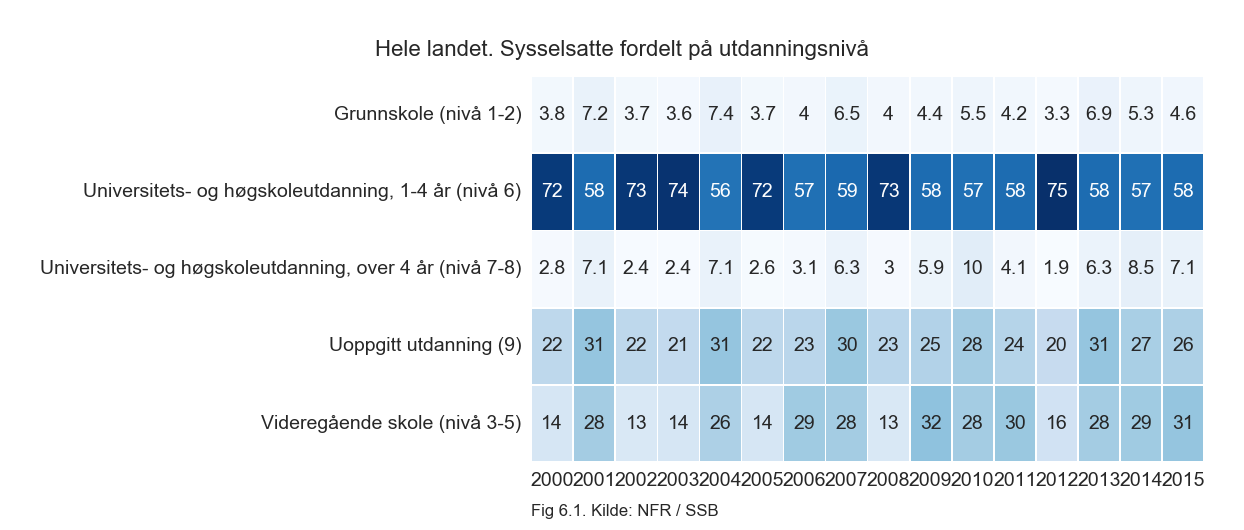 Hele landet. Sysselsatte fordelt på utdanningsnivå
Grunnskole (nivå 1-2) 3.8 7.2 3.7 3.6 7.4 3.7 4 6.5 4 4.4 5.5 4.2 3.3 6.9 5.3 4.6
Universitets- og høgskoleutdanning, 1-4 år (nivå 6) 72 58 73 74 56 72 57 59 73 58 57 58 75 58 57 58
Universitets- og høgskoleutdanning, over 4 år (nivå 7-8) 2.8 7.1 2.4 2.4 7.1 2.6 3.1 6.3 3 5.9 10 4.1 1.9 6.3 8.5 7.1
Uoppgitt utdanning (9) 22 31 22 21 31 22 23 30 23 25 28 24 20 31 27 26
Videregående skole (nivå 3-5) 14 28 13 14 26 14 29 28 13 32 28 30 16 28 29 31
2000 2001 2002 2003 2004 2005 2006 2007 2008 2009 2010 2011 2012 2013 2014 2015
Fig 6.1. Kilde: NFR / SSB